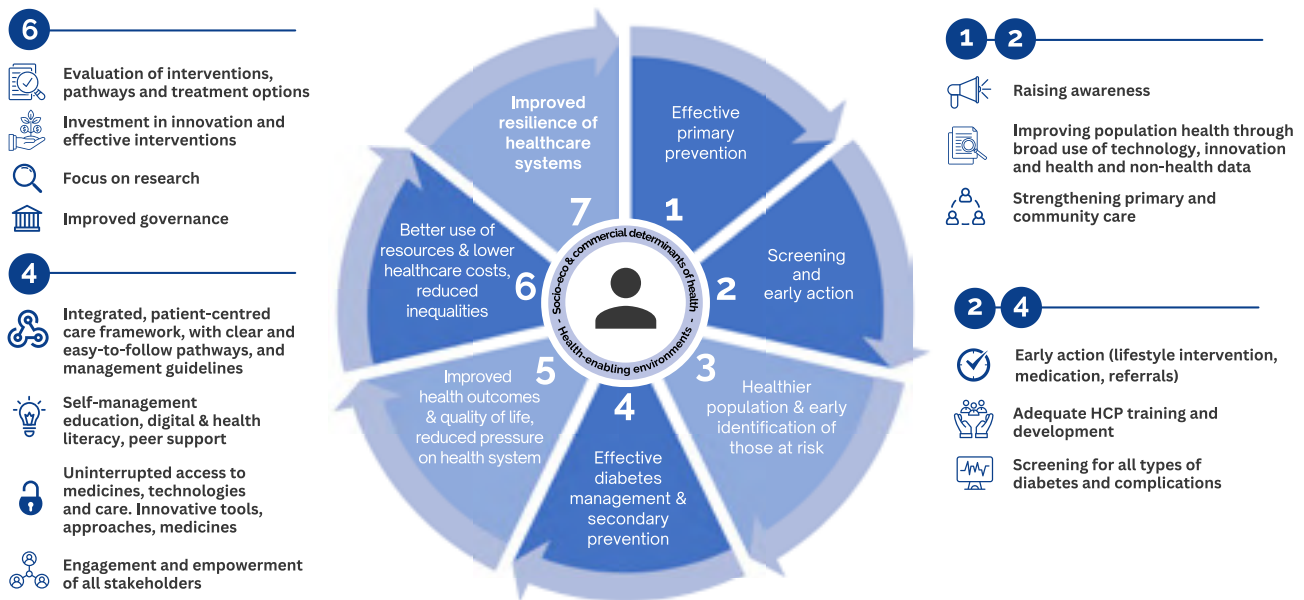 6
Evaluation of interventions,
pathways and treatment options
Investment in innovation and
effective interventions
Focus on research
Improved governance
4
Integrated, patient-centred
care framework, with clear and
easy-to-follow pathways, and
management guidelines
Self-management
education, digital & health
literacy, peer support
Uninterrupted access to
medicines, technologies
and care. Innovative tools,
approaches, medicines
Engagement and empowerment
of all stakeholders
Effective
primary
prevention
1
Screening
and
early action
2
Healthier
population & early
identification of
those at risk
3
4
Effective
diabetes
management &
secondary
prevention
Improved
health outcomes
& quality of life,
reduced pressure
on health system
5
Better use of
resources & lower
healthcare costs,
reduced
inequalities
6
Improved
resilience of
healthcare
systems
7
- Socio-eco & commercial determinants of health -
Health-enabling environments
1 2
Raising awareness
Improving population health through
broad use of technology, innovation
and health and non-health data
Strengthening primary and
community care
2 4
Early action (lifestyle intervention,
medication, referrals)
Adequate HCP training and
development
Screening for all types of
diabetes and complications